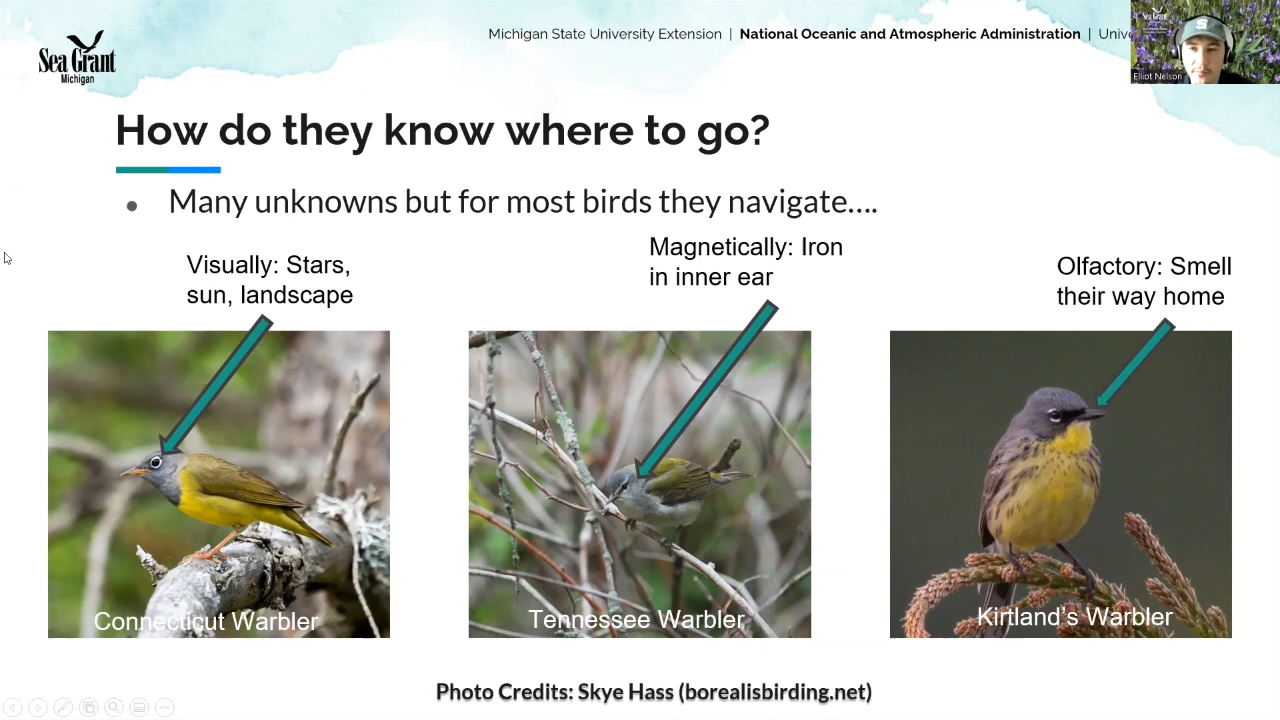 Michigan State University Extension | National Oceanic and Atmospheric Administration |
Sea Grant
Michigan
Sea Grant
Elliot Nelson
How do they know where to go?
• Many unknowns but for most birds they navigate....
Visually: Stars,
sun, landscape
Magnetically: Iron
in inner ear
Olfactory: Smell
their way home
Connecticut Warbler
Tennessee Warbler
Kirtland's Warbler
Photo Credits: Skye Hass (borealisbirding.net)